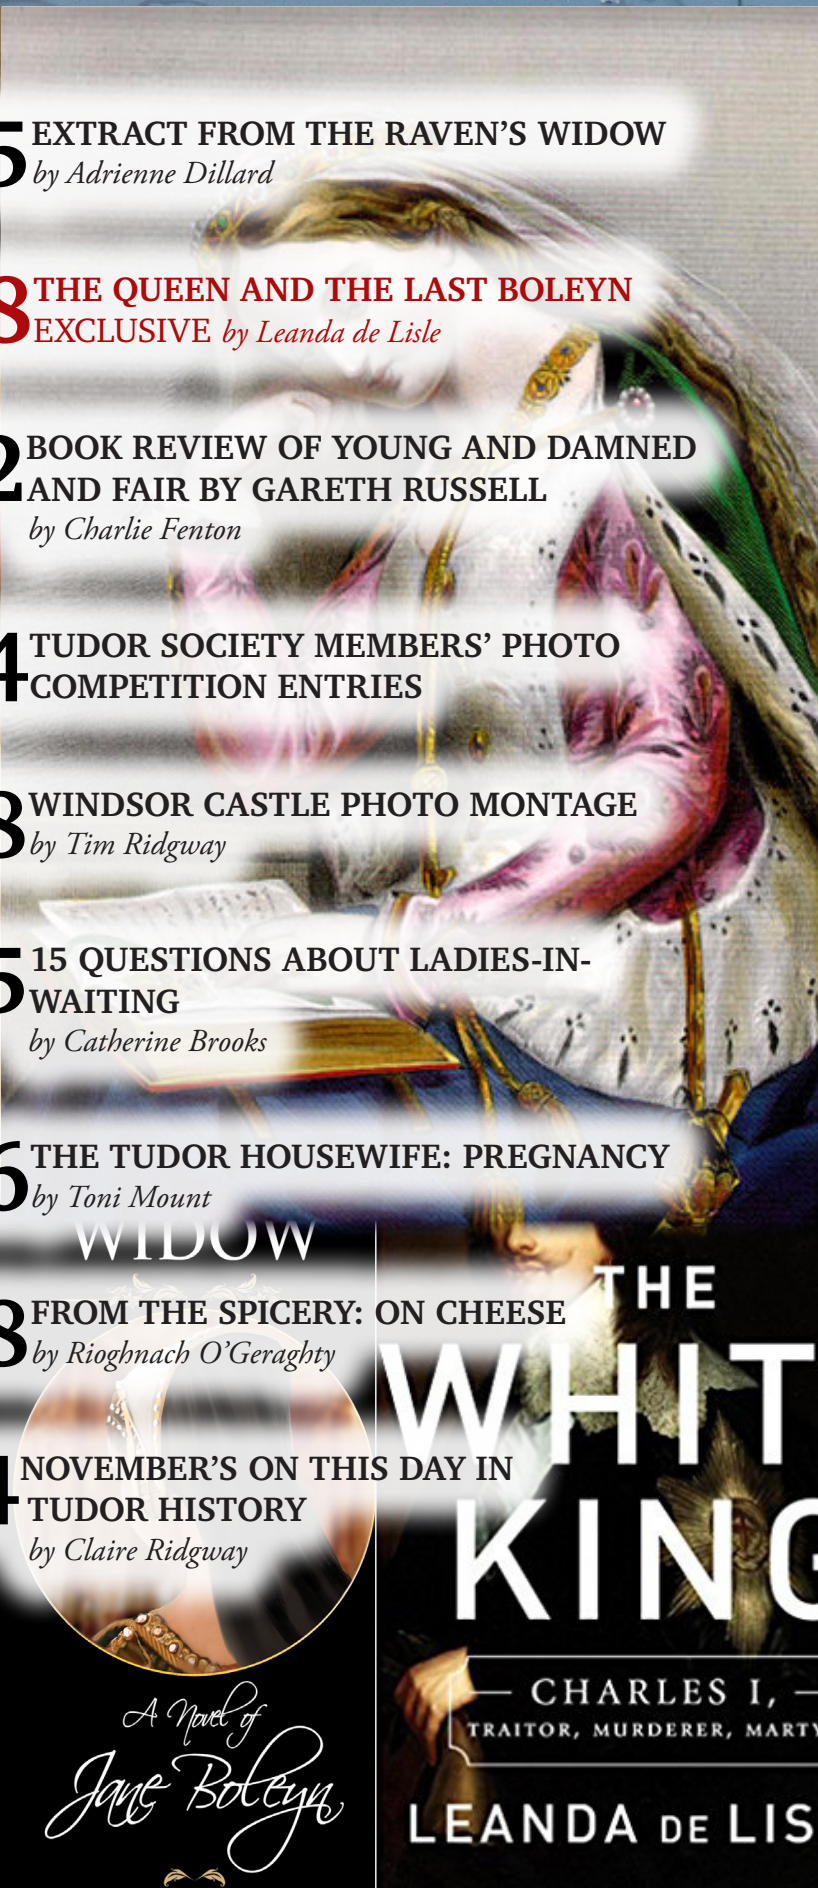 5 EXTRACT FROM THE RAVEN’S WIDOW
by Adrienne Dillard
8 THE QUEEN AND THE LAST BOLEYN
EXCLUSIVE by Leanda de Lisle
2 BOOK REVIEW OF YOUNG AND DAMNED
AND FAIR BY GARETH RUSSELL
by Charlie Fenton
4 TUDOR SOCIETY MEMBERS’ PHOTO
COMPETITION ENTRIES
8 WINDSOR CASTLE PHOTO MONTAGE
by Tim Ridgway
5 15 QUESTIONS ABOUT LADIES-IN-
WAITING
by Catherine Brooks
6 THE TUDOR HOUSEWIFE: PREGNANCY
by Toni Mount
8 FROM THE SPICERY: ON CHEESE
by Rioghnach O’Geraghty
4 NOVEMBER’S ON THIS DAY IN
TUDOR HISTORY
by Claire Ridgway
WIDOW
A Novel of
Jane Boleyn
THE
WHIT
KING
CHARLES I,
TRAITOR, MURDERER, MARTY
LEANDA DE LIS